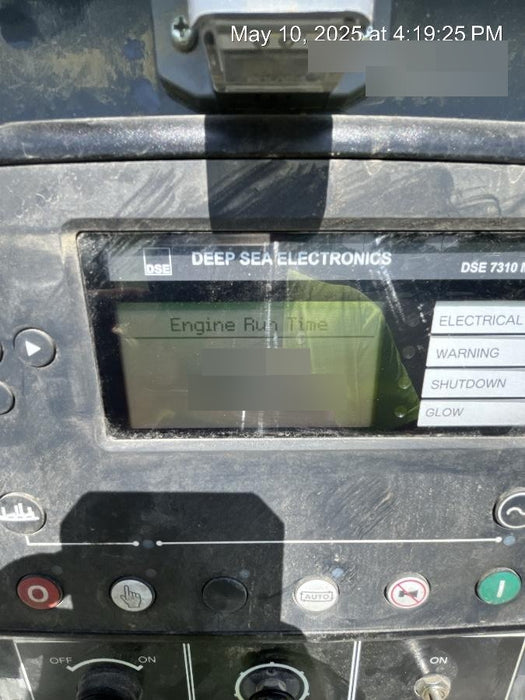 May 10, 2025 at 4:19:25 PM
DSE
DEEP SEA ELECTRONICS
DSE 7310
Engine Run Time
ELECTRICAL
WARNING
SHUTDOWN
GLOW
AUTO
OFF
ON
ON